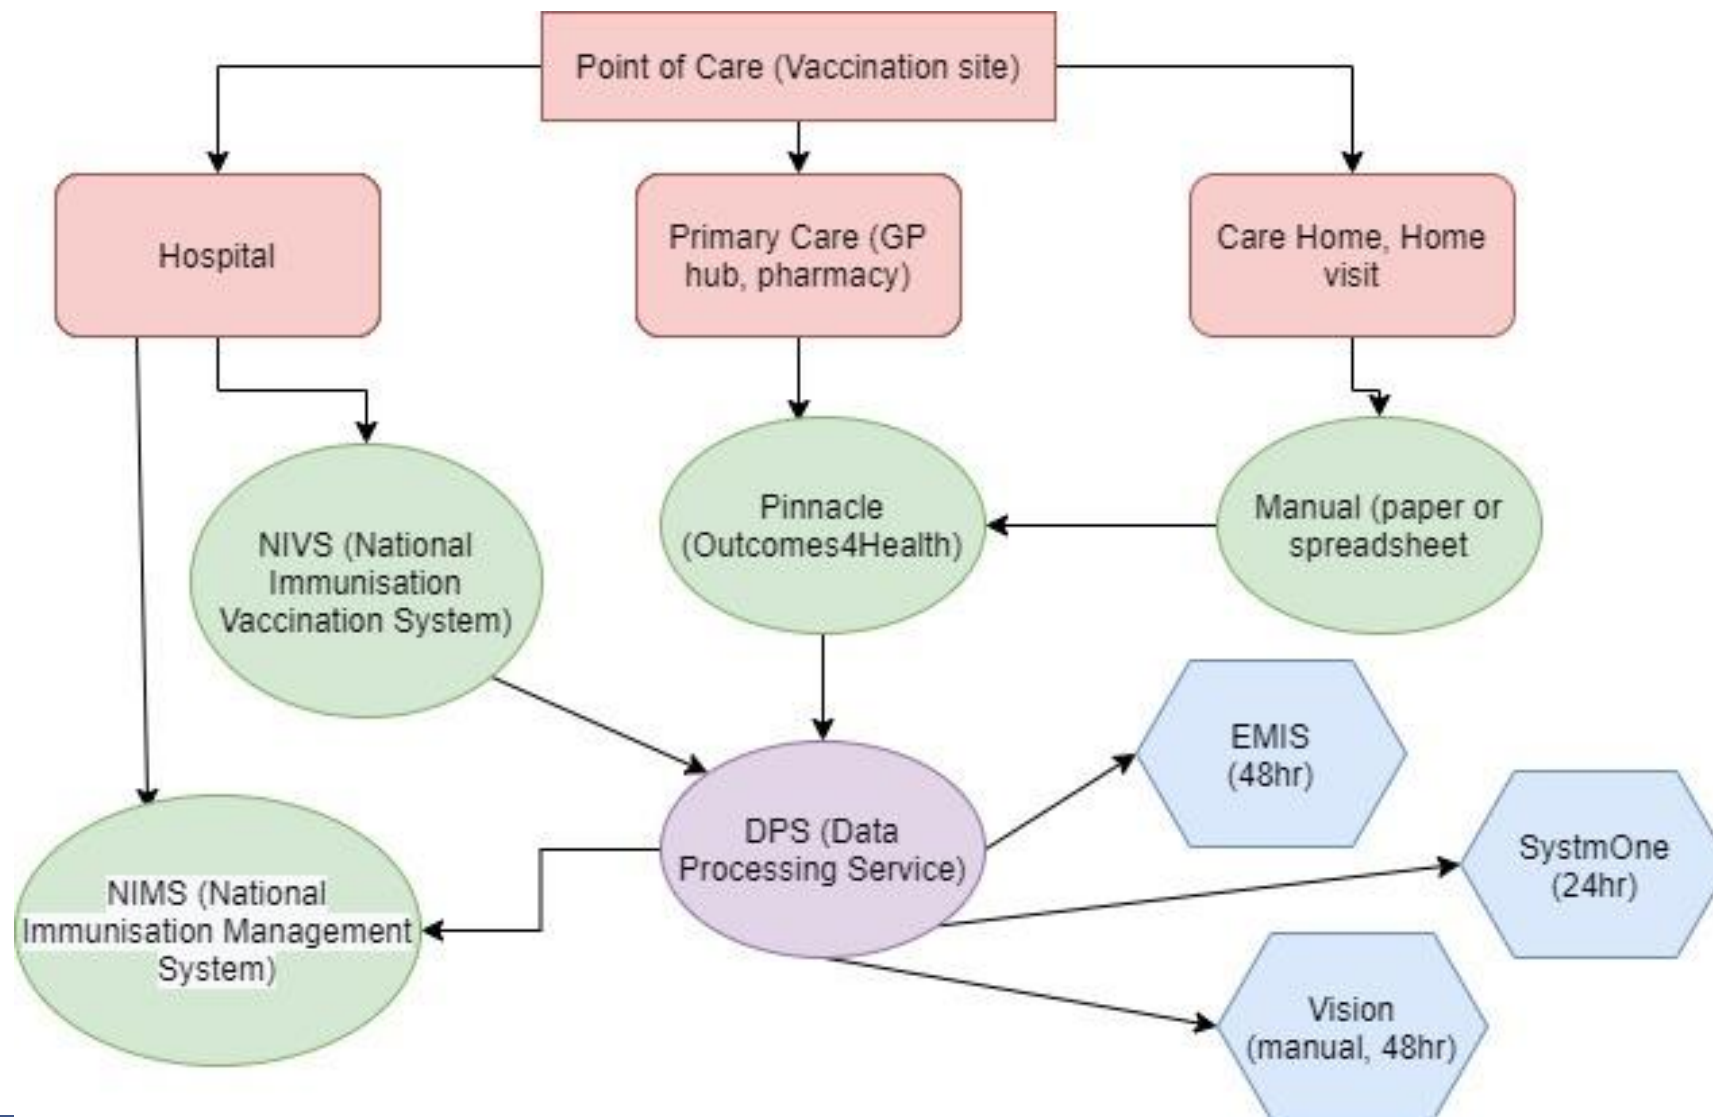 Point of Care (Vaccination site)
Hospital
Primary Care (GP
hub, pharmacy)
Care Home, Home
visit
NIVS (National
Immunisation
Vaccination System)
Pinnacle
(Outcomes4Health)
Manual (paper or
spreadsheet
EMIS
(48hr)
DPS (Data
Processing Service)
SystmOne
(24hr)
NIMS (National
Immunisation Management
System)
Vision
(manual, 48hr)